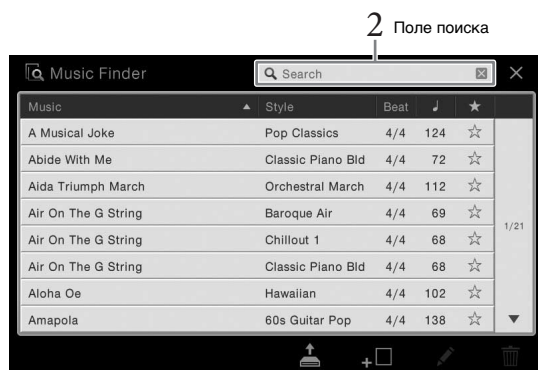 2 Поле поиска
Music Finder Search
Music Style Beat
A Musical Joke Pop Classics 4/4 124
Abide With Me Classic Piano Bld 4/4 72
Aida Triumph March Orchestral March 4/4 112
Air On The G String Baroque Air 4/4 69
Air On The G String Chillout 1 4/4 68
Air On The G String Classic Piano Bld 4/4 68
Aloha Oe Hawaiian 4/4 102
Amapola 60s Guitar Pop 4/4 138
1/21